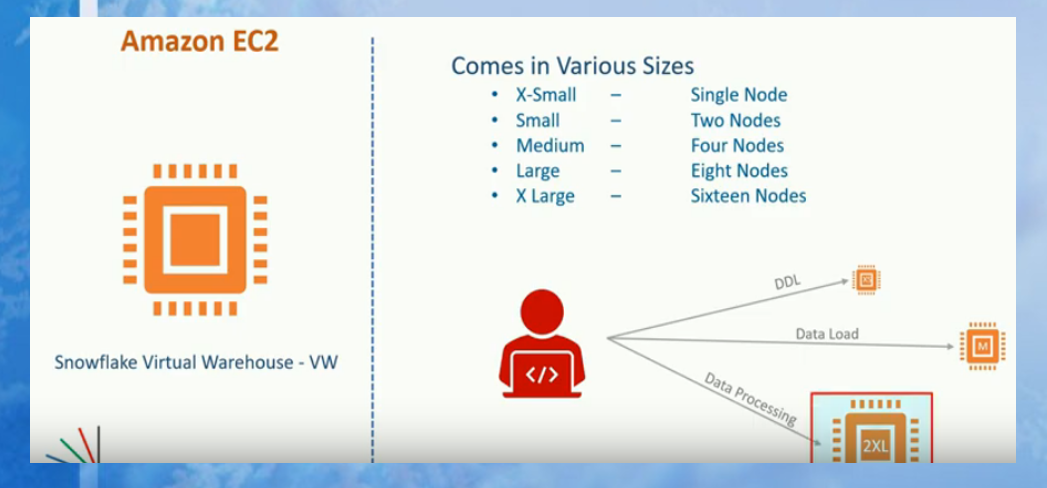 Amazon EC2
Snowflake Virtual Warehouse - VW
Comes in Various Sizes
• X-Small – Single Node
• Small – Two Nodes
• Medium – Four Nodes
• Large – Eight Nodes
• X Large – Sixteen Nodes
DDL
XS
Data Load
M
</>
Data Processing
2XL